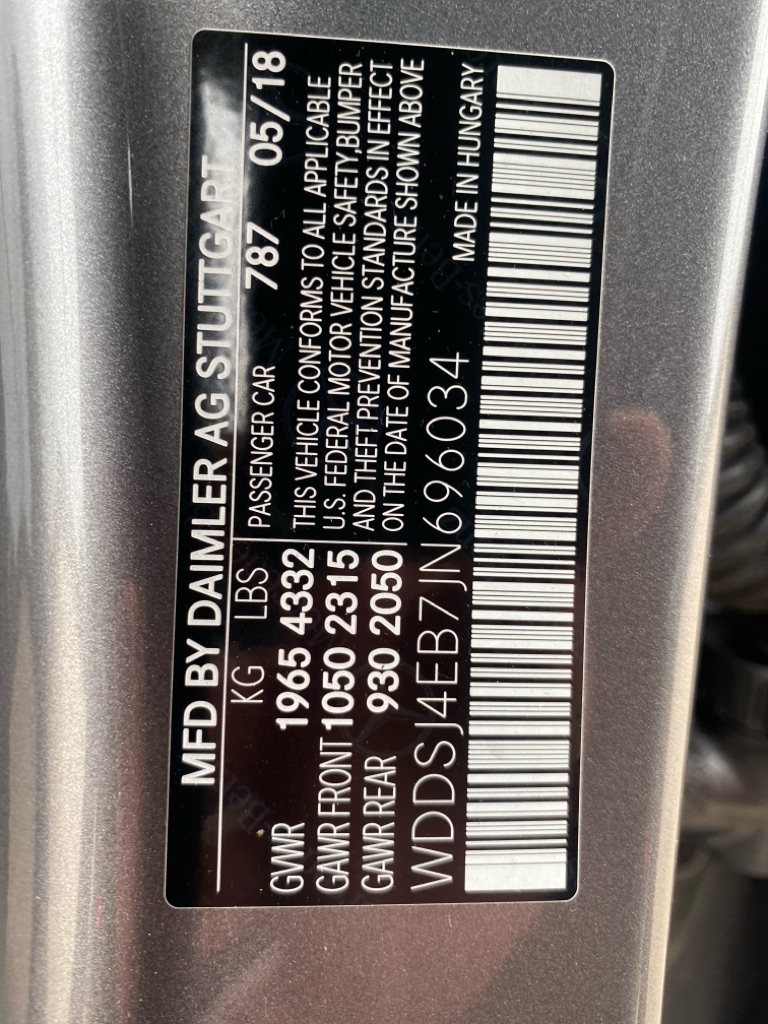 MFD BY DAIMLER AG STUTTGART
KG LBS
GVWR 1965 4332
GAWR FRONT 1050 2315
GAWR REAR 930 2050
PASSENGER CAR 787 05/18
THIS VEHICLE CONFORMS TO ALL APPLICABLE
U.S. FEDERAL MOTOR VEHICLE SAFETY, BUMPER
AND THEFT PREVENTION STANDARDS IN EFFECT
ON THE DATE OF MANUFACTURE SHOWN ABOVE
WDDSJ4EB7JN696034 MADE IN HUNGARY